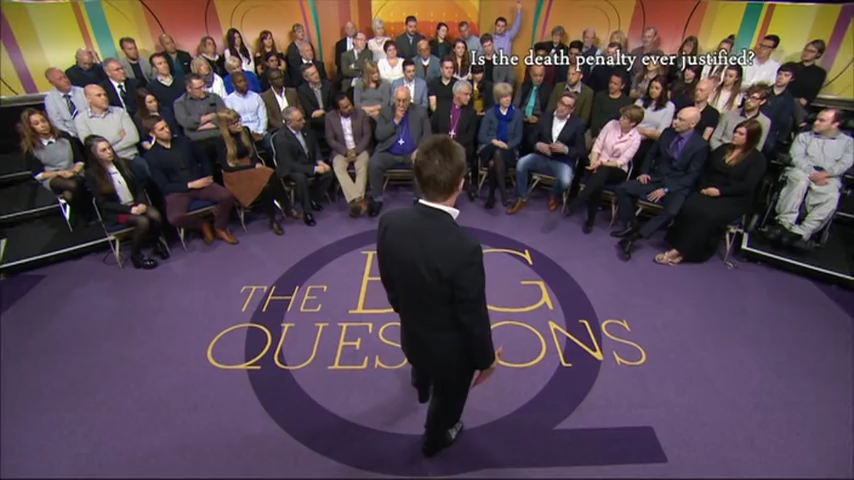 Is the death penalty ever justified?
THE BIG
QUESTIONS